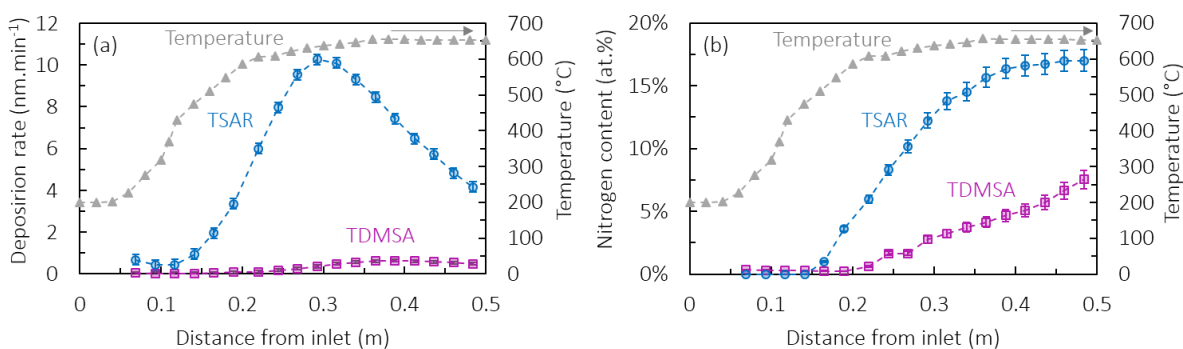 12
10
8
6
4
2
0
Deposirion rate (nm.min-1)
(a)
Temperature
TSAR
TDMSA
700
600
500
400
300
200
100
0
Temperature (°C)
0
0.1
0.2
0.3
0.4
0.5
Distance from inlet (m)
20%
15%
10%
5%
0%
Nitrogen content (at.%)
(b)
Temperature
TSAR
TDMSA
700
600
500
400
300
200
100
0
Temperature (°C)
0
0.1
0.2
0.3
0.4
0.5
Distance from inlet (m)